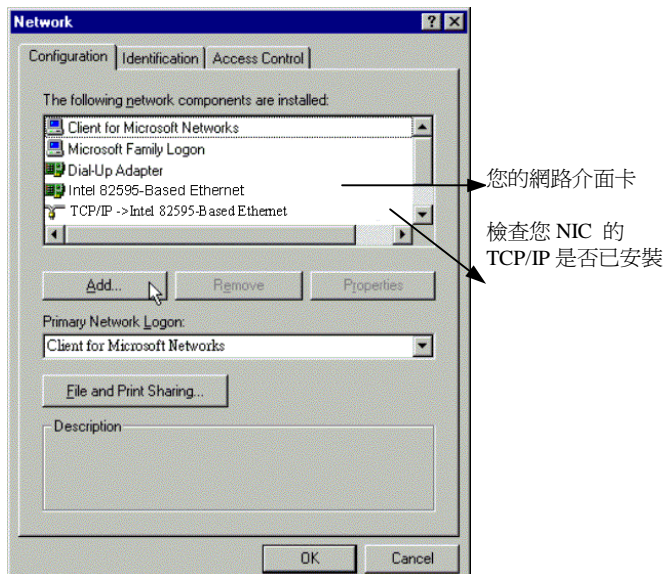 Network
Configuration Identification Access Control
The following network components are installed:
Client for Microsoft Networks
Microsoft Family Logon
Dial-Up Adapter
Intel 82595-Based Ethernet
TCP/IP ->Intel 82595-Based Ethernet
您的網路介面卡
檢查您 NIC 的
TCP/IP 是否已安裝
Add... Remove Properties
Primary Network Logon:
Client for Microsoft Networks
File and Print Sharing...
Description
OK Cancel